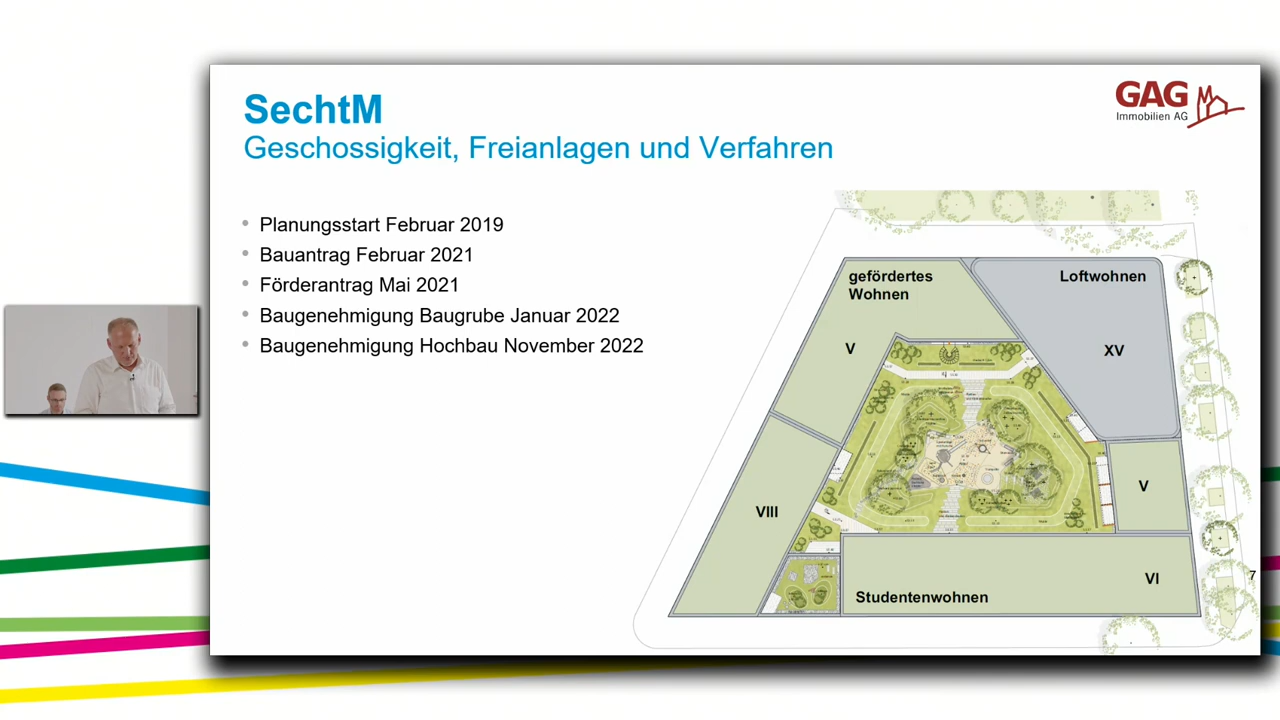 SechtM
Geschossigkeit, Freianlagen und Verfahren
GAG
Immobilien AG
• Planungsstart Februar 2019
• Bauantrag Februar 2021
• Förderantrag Mai 2021
• Baugenehmigung Baugrube Januar 2022
• Baugenehmigung Hochbau November 2022
gefördertes
Wohnen
Loftwohnen
V
XV
V
VIII
VI
Studentenwohnen
7